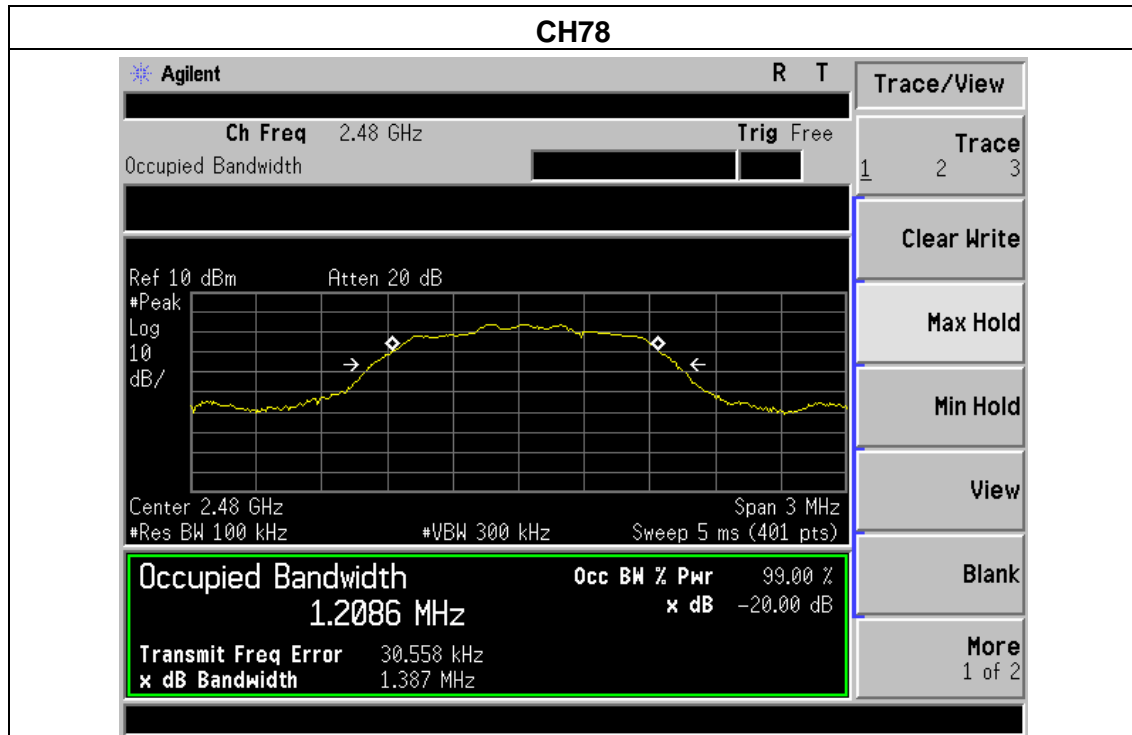 CH78
Agilent R T
Trace/View
Ch Freq 2.48 GHz Trig Free
Occupied Bandwidth
Trace
1 2 3
Clear Write
Ref 10 dBm Atten 20 dB
#Peak
Log
10
dB/
Max Hold
Min Hold
View
Center 2.48 GHz Span 3 MHz
#Res BW 100 kHz #VBW 300 kHz Sweep 5 ms (401 pts)
Occupied Bandwidth Occ BW % Pwr 99.00 %
1.2086 MHz x dB -20.00 dB
Blank
Transmit Freq Error 30.558 kHz
x dB Bandwidth 1.387 MHz
More
1 of 2